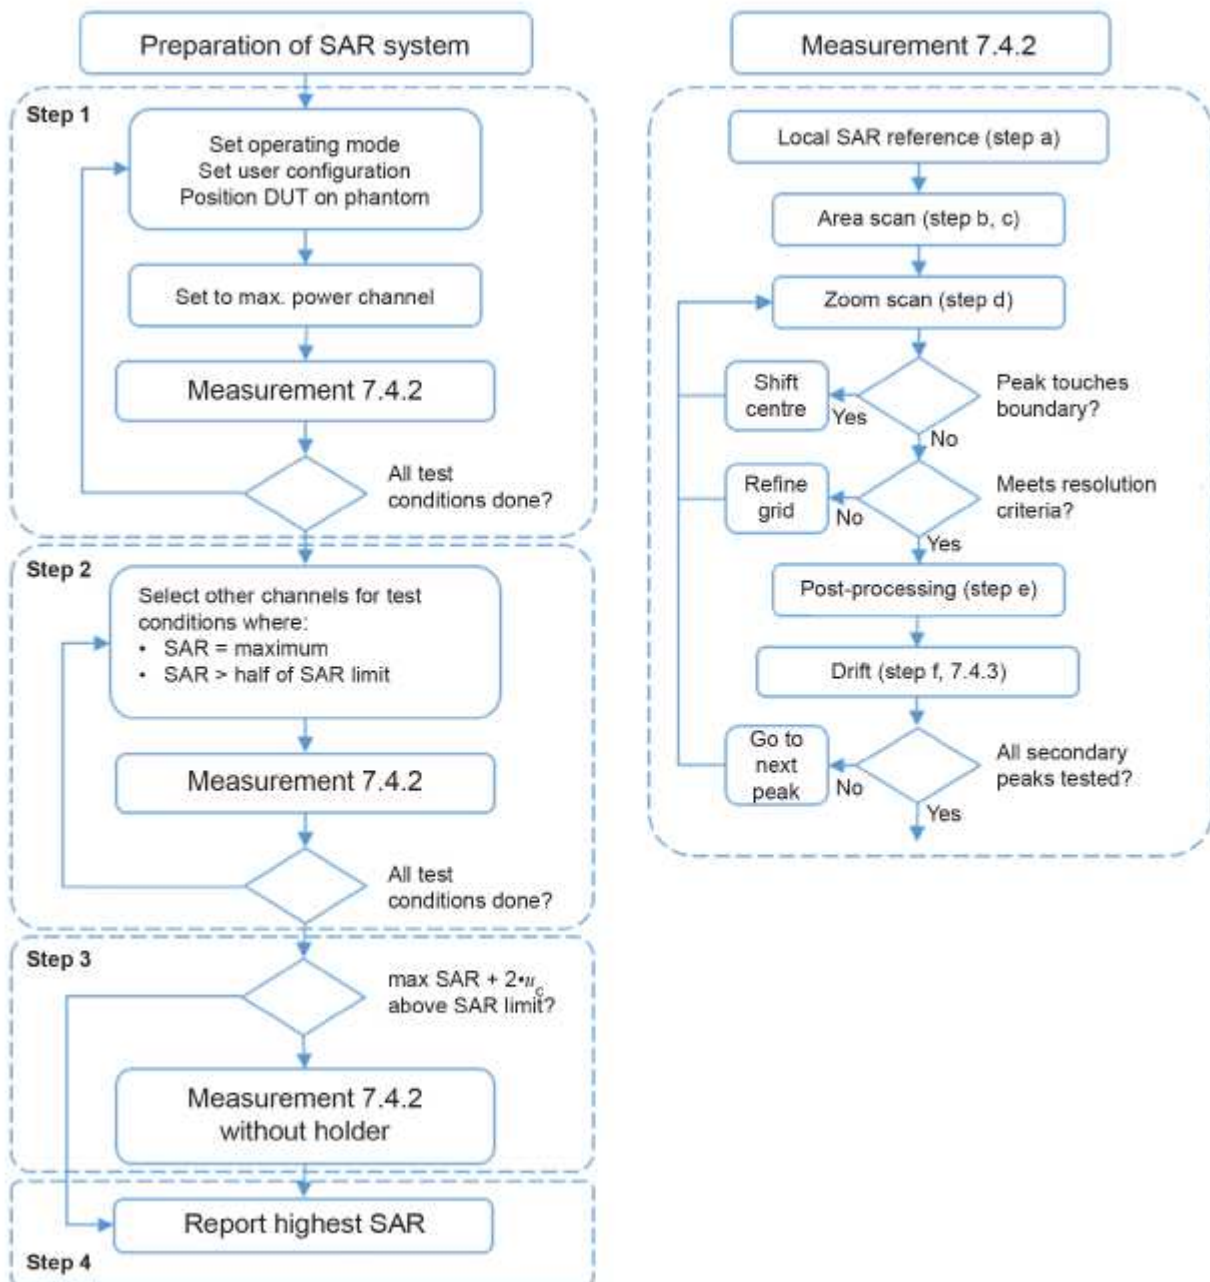 Preparation of SAR system
Step 1
Set operating mode
Set user configuration
Position DUT on phantom
Set to max. power channel
Measurement 7.4.2
All test
conditions done?
Step 2
Select other channels for test
conditions where:
• SAR = maximum
• SAR > half of SAR limit
Measurement 7.4.2
All test
conditions done?
Step 3
max SAR + 2•u_c
above SAR limit?
Measurement 7.4.2
without holder
Report highest SAR
Step 4
Measurement 7.4.2
Local SAR reference (step a)
Area scan (step b, c)
Zoom scan (step d)
Shift
centre
Yes
Peak touches
boundary?
No
Refine
grid
No
Meets resolution
criteria?
Yes
Post-processing (step e)
Drift (step f, 7.4.3)
Go to
next
peak
No
All secondary
peaks tested?
Yes